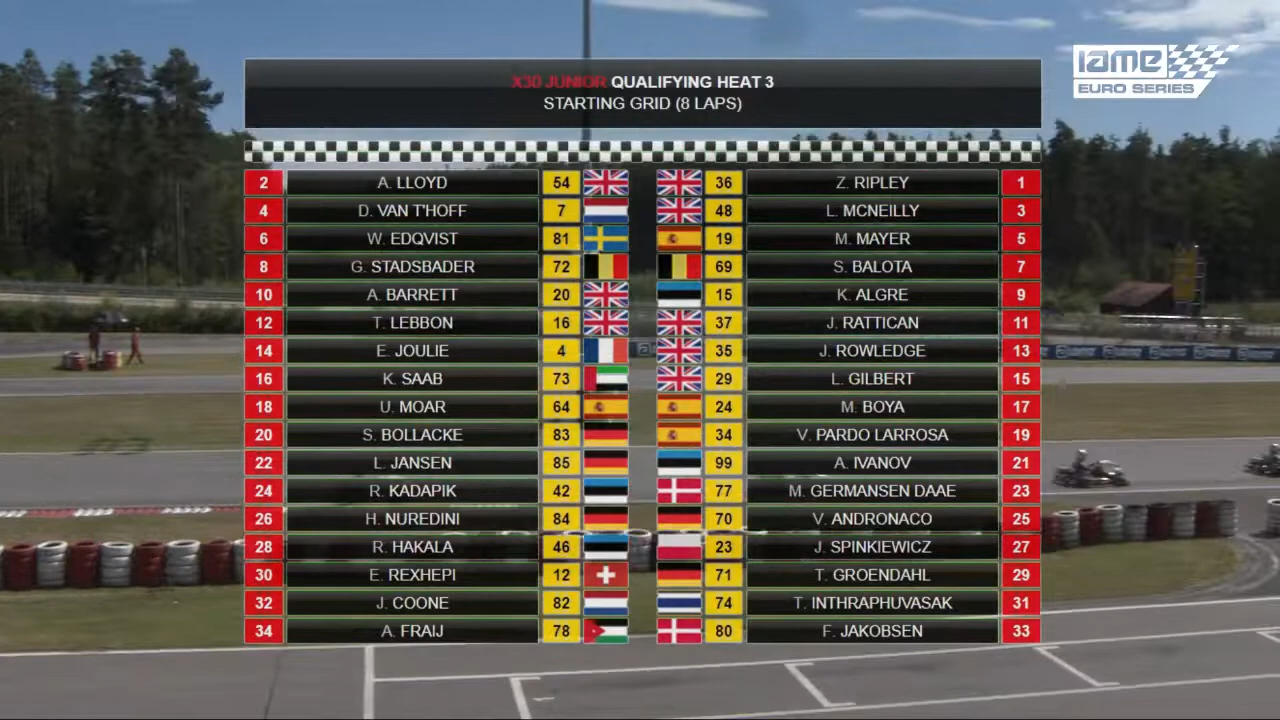 iame
EURO SERIES
X30 JUNIOR QUALIFYING HEAT 3
STARTING GRID (8 LAPS)
2 A. LLOYD 54 36 Z. RIPLEY 1
4 D. VAN T'HOFF 7 48 L. MCNEILLY 3
6 W. EDQVIST 81 19 M. MAYER 5
8 G. STADSBADER 72 69 S. BALOTA 7
10 A. BARRETT 20 15 K. ALGRE 9
12 T. LEBBON 16 37 J. RATTICAN 11
14 E. JOULIE 4 35 J. ROWLEDGE 13
16 K. SAAB 73 29 L. GILBERT 15
18 U. MOAR 64 24 M. BOYA 17
20 S. BOLLACKE 83 34 V. PARDO LARROSA 19
22 L. JANSEN 85 99 A. IVANOV 21
24 R. KADAPIK 42 77 M. GERMANSEN DAAE 23
26 H. NUREDINI 84 70 V. ANDRONACO 25
28 R. HAKALA 46 23 J. SPINKIEWICZ 27
30 E. REXHEPI 12 71 T. GROENDAHL 29
32 J. COONE 82 74 T. INTHRAPHUVASAK 31
34 A. FRAIJ 78 80 F. JAKOBSEN 33